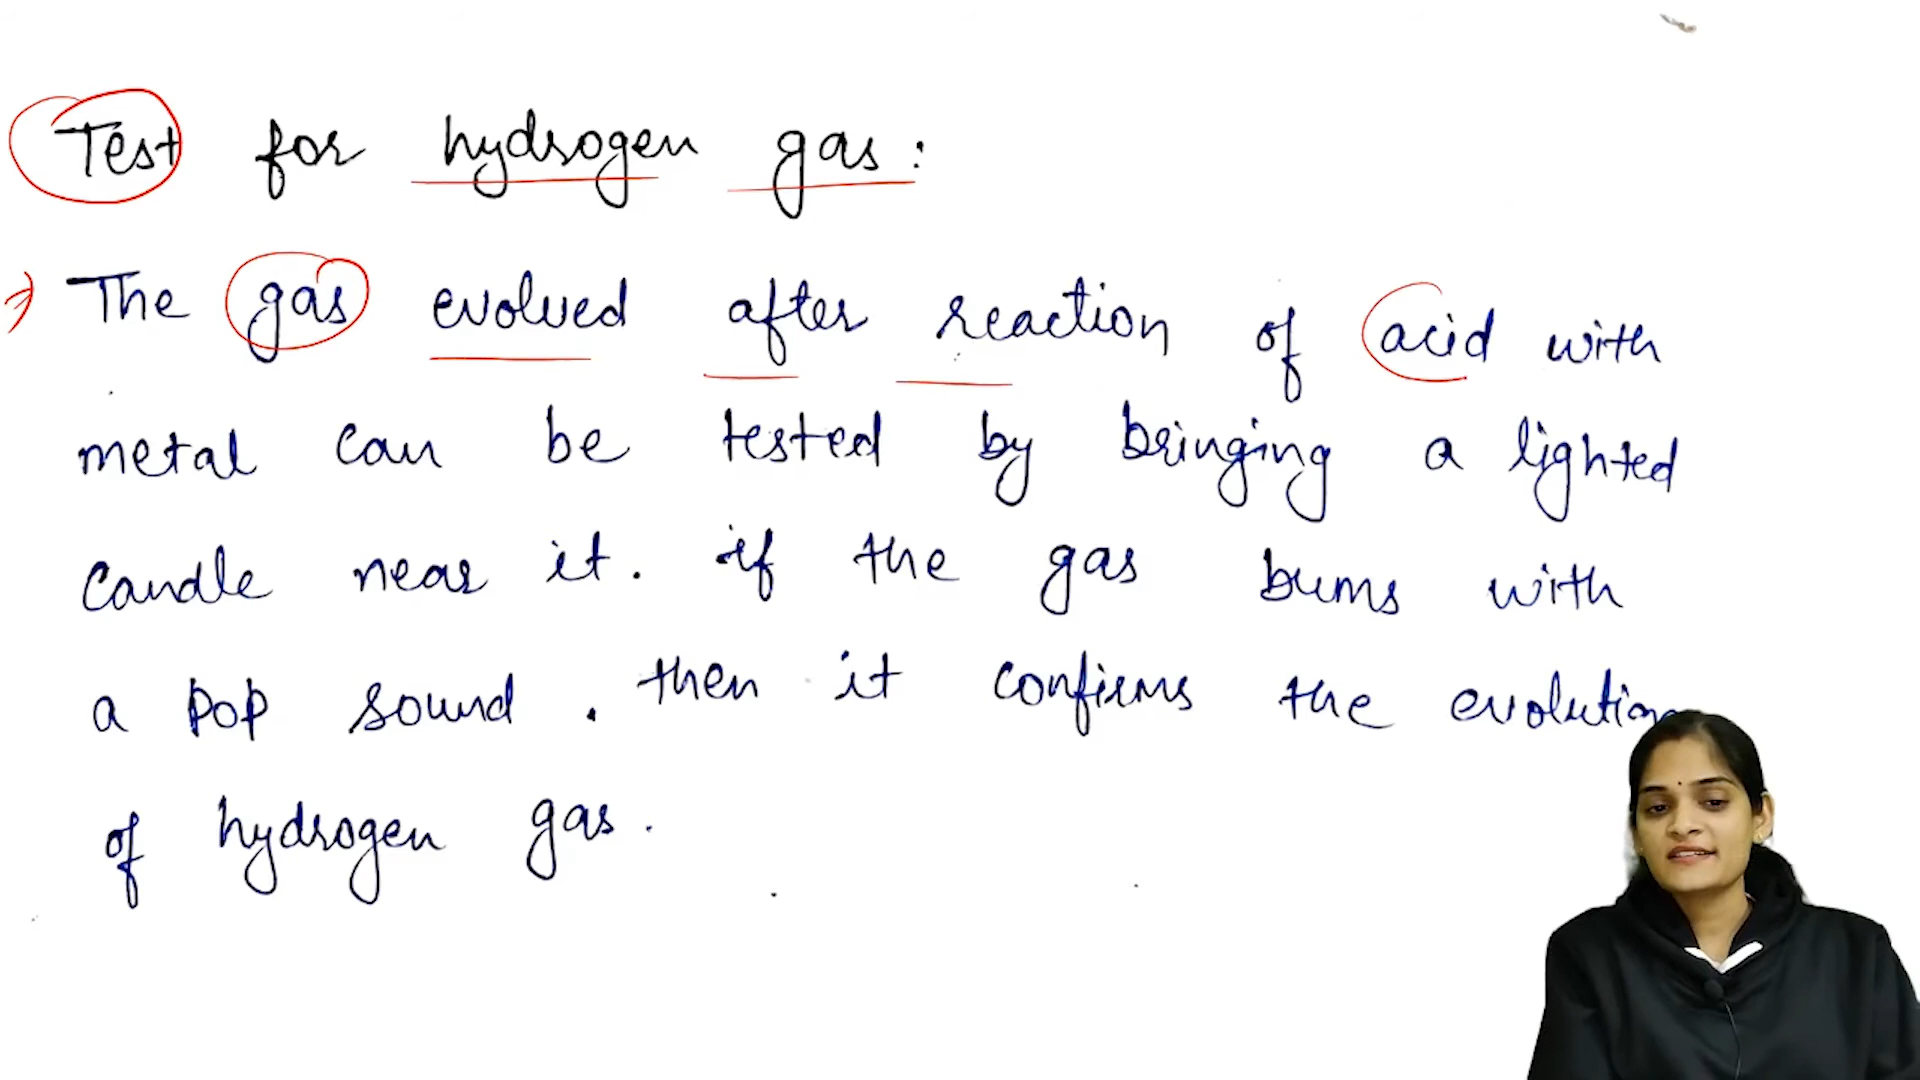 Test for hydrogen gas:
The gas evolved after reaction of acid with
metal can be tested by bringing a lighted
candle near it. if the gas burns with
a pop sound. then it confirms the evolution
of hydrogen gas.